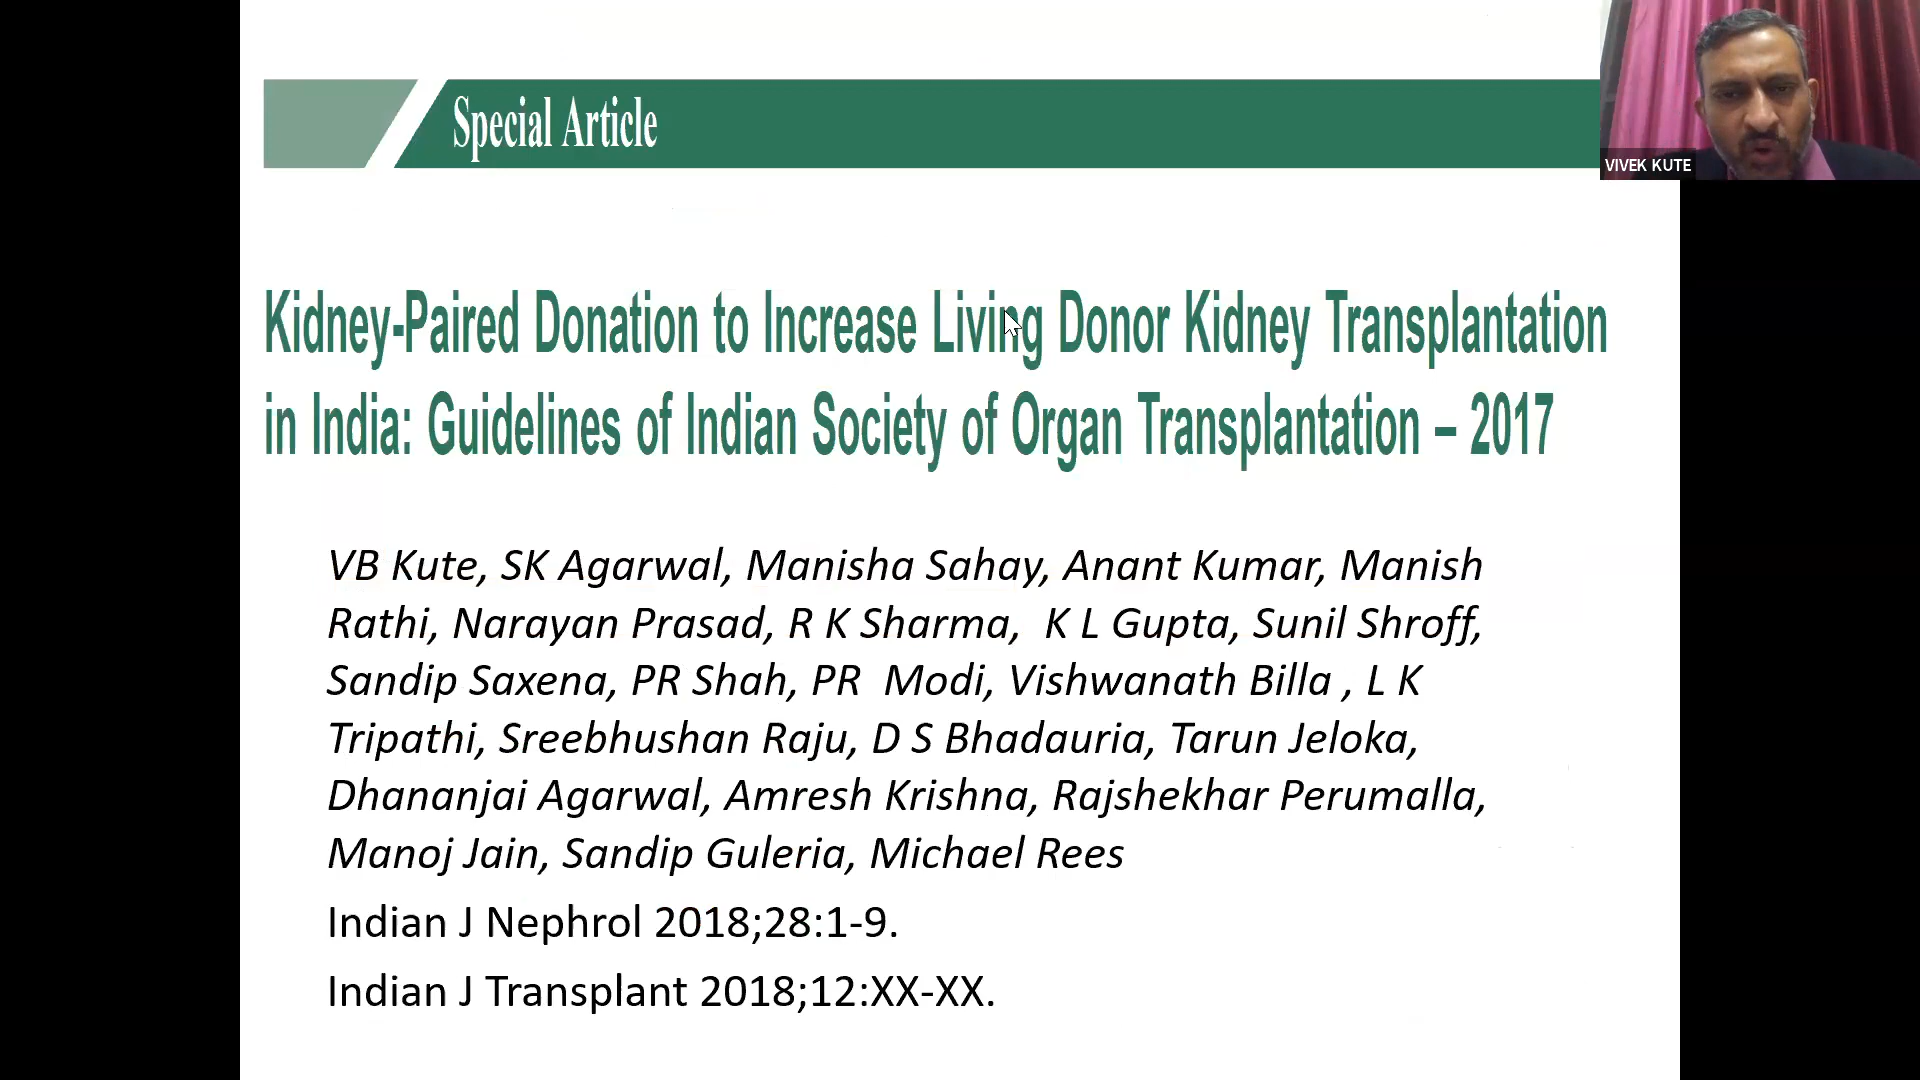 Special Article
VIVEK KUTE
Kidney-Paired Donation to Increase Living Donor Kidney Transplantation
in India: Guidelines of Indian Society of Organ Transplantation – 2017
VB Kute, SK Agarwal, Manisha Sahay, Anant Kumar, Manish
Rathi, Narayan Prasad, R K Sharma,  K L Gupta, Sunil Shroff,
Sandip Saxena, PR Shah, PR  Modi, Vishwanath Billa , L K
Tripathi, Sreebhushan Raju, D S Bhadauria, Tarun Jeloka,
Dhananjai Agarwal, Amresh Krishna, Rajshekhar Perumalla,
Manoj Jain, Sandip Guleria, Michael Rees
Indian J Nephrol 2018;28:1-9.
Indian J Transplant 2018;12:XX-XX.